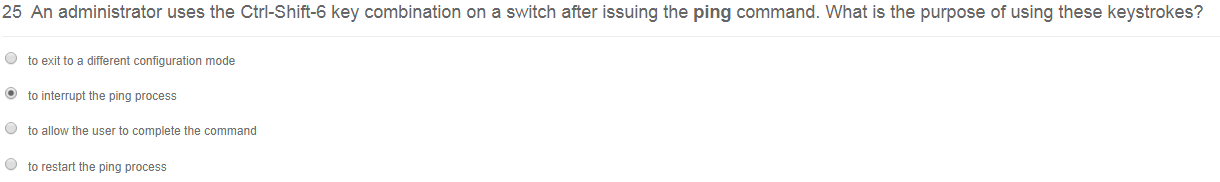 25 An administrator uses the Ctrl-Shift-6 key combination on a switch after issuing the ping command. What is the purpose of using these keystrokes?
to exit to a different configuration mode
to interrupt the ping process
to allow the user to complete the command
to restart the ping process